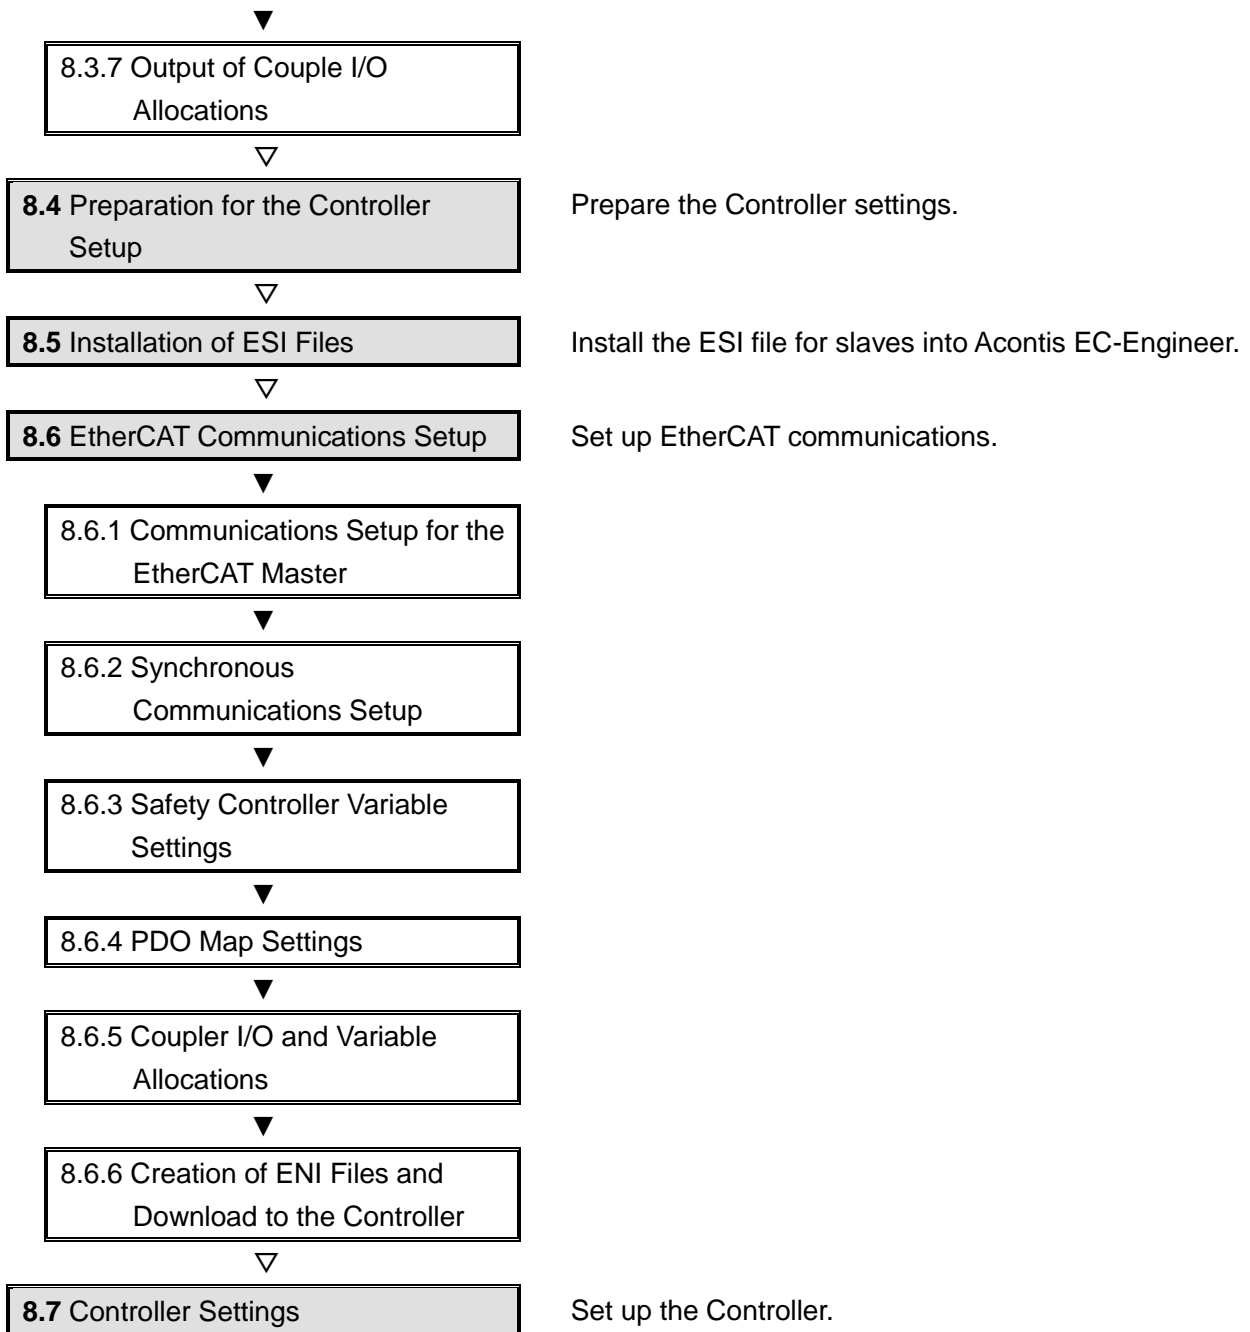 ▼
8.3.7 Output of Couple I/O
Allocations
▽
8.4 Preparation for the Controller
Setup
Prepare the Controller settings.
▽
8.5 Installation of ESI Files
Install the ESI file for slaves into Acontis EC-Engineer.
▽
8.6 EtherCAT Communications Setup
Set up EtherCAT communications.
▼
8.6.1 Communications Setup for the
EtherCAT Master
▼
8.6.2 Synchronous
Communications Setup
▼
8.6.3 Safety Controller Variable
Settings
▼
8.6.4 PDO Map Settings
▼
8.6.5 Coupler I/O and Variable
Allocations
▼
8.6.6 Creation of ENI Files and
Download to the Controller
▽
8.7 Controller Settings
Set up the Controller.